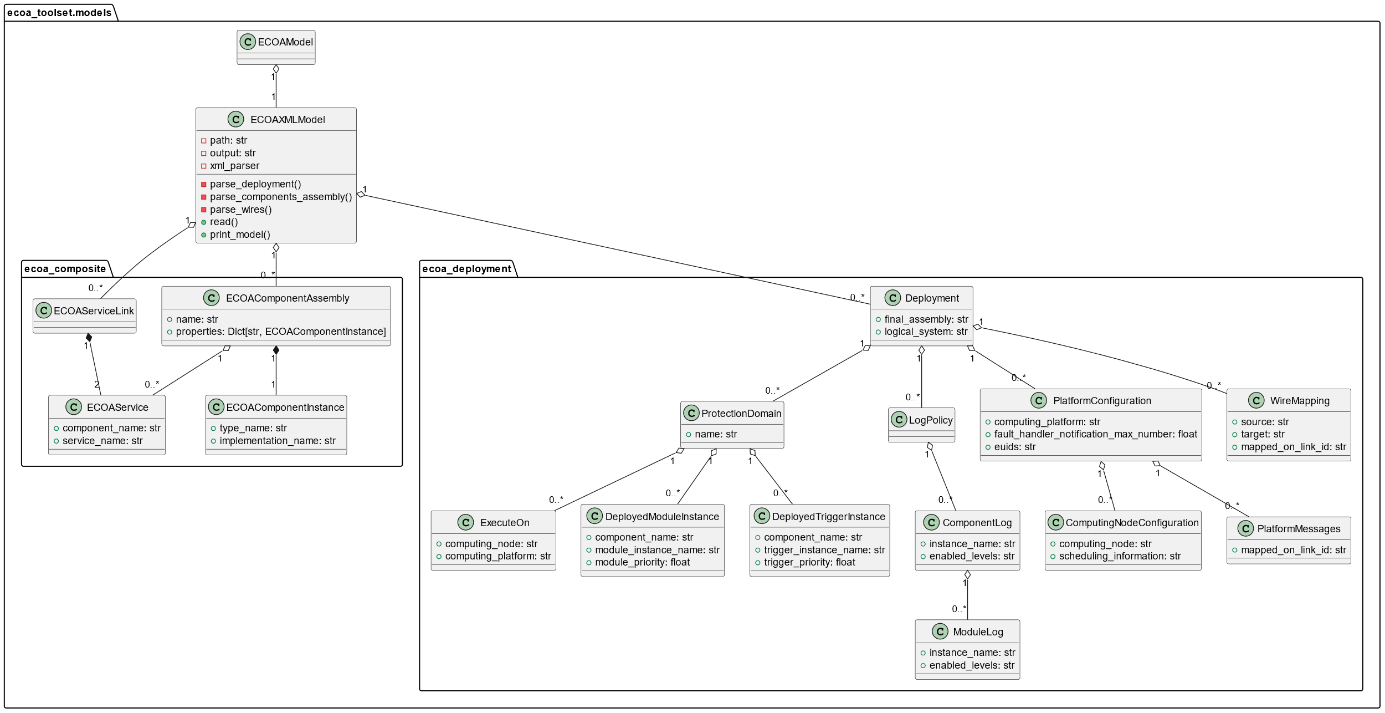 ecoa_toolset.models
C ECOAModel
1
1
C ECOAXMLModel
path: str
output: str
xml_parser
parse_deployment()
parse_components_assembly()
parse_wires()
read()
print_model()
1
1
1
ecoa_composite
0..*
0..*
C ECOAServiceLink
C ECOAComponentAssembly
name: str
properties: Dict[str, ECOAComponentInstance]
1
1
1
2
0..*
1
C ECOAService
component_name: str
service_name: str
C ECOAComponentInstance
type_name: str
implementation_name: str
ecoa_deployment
0..*
C Deployment
final_assembly: str
logical_system: str
1
1
1
1
0..*
0..*
0..*
0..*
C ProtectionDomain
name: str
C LogPolicy
C PlatformConfiguration
computing_platform: str
fault_handler_notification_max_number: float
euids: str
C WireMapping
source: str
target: str
mapped_on_link_id: str
1
1
1
1
1
1
0..*
0..*
0..*
0..*
0..*
0..*
C ExecuteOn
computing_node: str
computing_platform: str
C DeployedModuleInstance
component_name: str
module_instance_name: str
module_priority: float
C DeployedTriggerInstance
component_name: str
trigger_instance_name: str
trigger_priority: float
C ComponentLog
instance_name: str
enabled_levels: str
C ComputingNodeConfiguration
computing_node: str
scheduling_information: str
C PlatformMessages
mapped_on_link_id: str
1
0..*
C ModuleLog
instance_name: str
enabled_levels: str